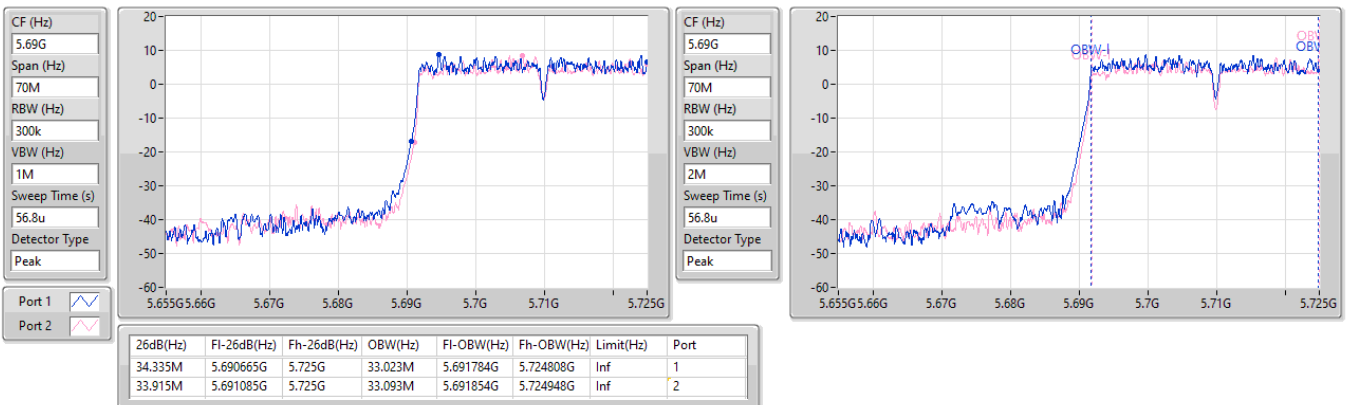 CF (Hz)
5.69G
Span (Hz)
70M
RBW (Hz)
300k
VBW (Hz)
1M
Sweep Time (s)
56.8u
Detector Type
Peak
Port 1
Port 2
20
10
0
-10
-20
-30
-40
-50
-60
5.655G 5.66G 5.67G 5.68G 5.69G 5.7G 5.71G 5.725G
CF (Hz)
5.69G
Span (Hz)
70M
RBW (Hz)
300k
VBW (Hz)
2M
Sweep Time (s)
56.8u
Detector Type
Peak
20
10
0
-10
-20
-30
-40
-50
-60
OBW-l
5.655G 5.66G 5.67G 5.68G 5.69G 5.7G 5.71G 5.725G
26dB(Hz) Fl-26dB(Hz) Fh-26dB(Hz) OBW(Hz) Fl-OBW(Hz) Fh-OBW(Hz) Limit(Hz) Port
34.335M 5.690665G 5.725G 33.023M 5.691784G 5.724808G Inf 1
33.915M 5.691085G 5.725G 33.093M 5.691854G 5.724948G Inf 2